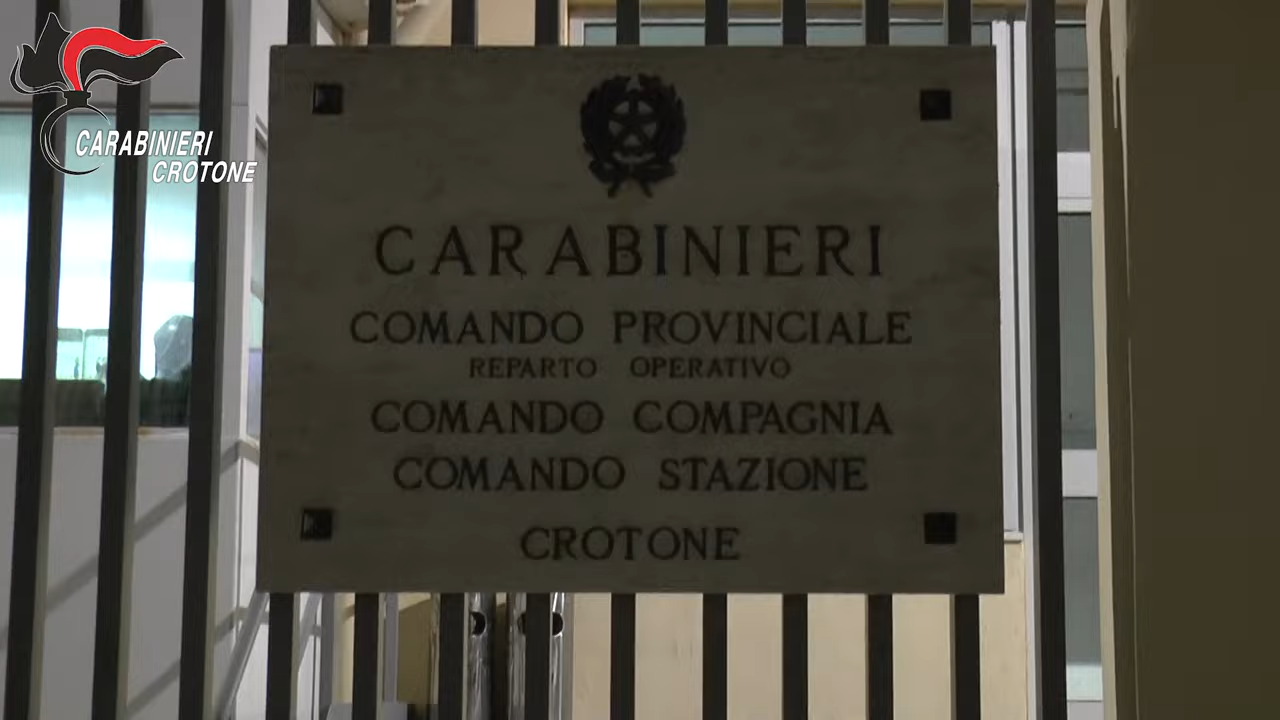 CARABINIERI
CROTONE
CARABINIERI
COMANDO PROVINCIALE
REPARTO OPERATIVO
COMANDO COMPAGNIA
COMANDO STAZIONE
CROTONE